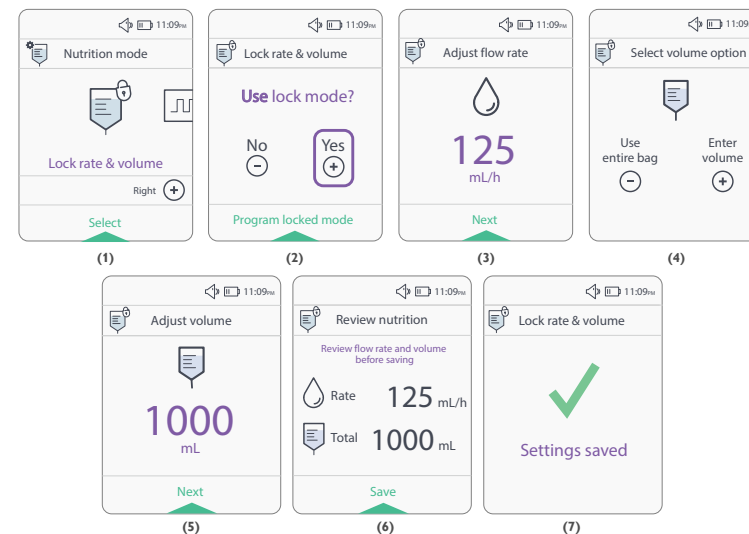 11:09PM
Nutrition mode
Lock rate & volume
Right
Select
(1)
11:09PM
Lock rate & volume
Use lock mode?
No
Yes
Program locked mode
(2)
11:09PM
Adjust flow rate
125
mL/h
Next
(3)
11:09
Select volume option
Use
entire bag
Enter
volume
(4)
11:09PM
Adjust volume
1000
mL
Next
(5)
11:09PM
Review nutrition
Review flow rate and volume
before saving
Rate 125 mL/h
Total 1000 mL
Save
(6)
11:09PM
Lock rate & volume
Settings saved
(7)